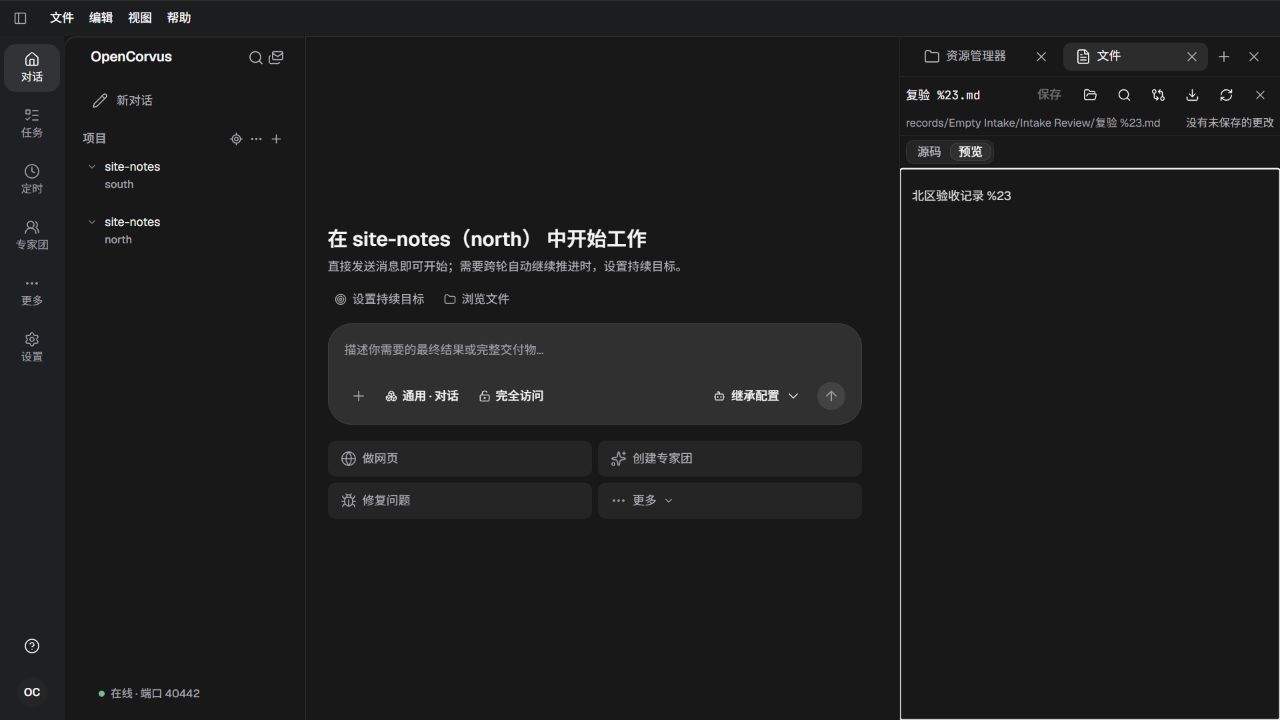 文件 编辑 视图 帮助
对话
任务
定时
专家团
更多
设置
OC
OpenCorvus
新对话
项目
site-notes
south
site-notes
north
在线 · 端口 40442
在 site-notes（north） 中开始工作
直接发送消息即可开始；需要跨轮自动继续推进时，设置持续目标。
设置持续目标 浏览文件
描述你需要的最终结果或完整交付物...
通用 · 对话 完全访问 继承配置
做网页 创建专家团
修复问题 更多
资源管理器 文件
复验 %23.md 保存
records/Empty Intake/Intake Review/复验 %23.md 没有未保存的更改
源码 预览
北区验收记录 %23